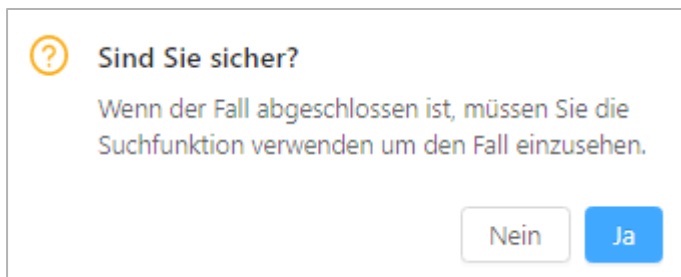 Sind Sie sicher?
Wenn der Fall abgeschlossen ist, müssen Sie die
Suchfunktion verwenden um den Fall einzusehen.
Nein Ja